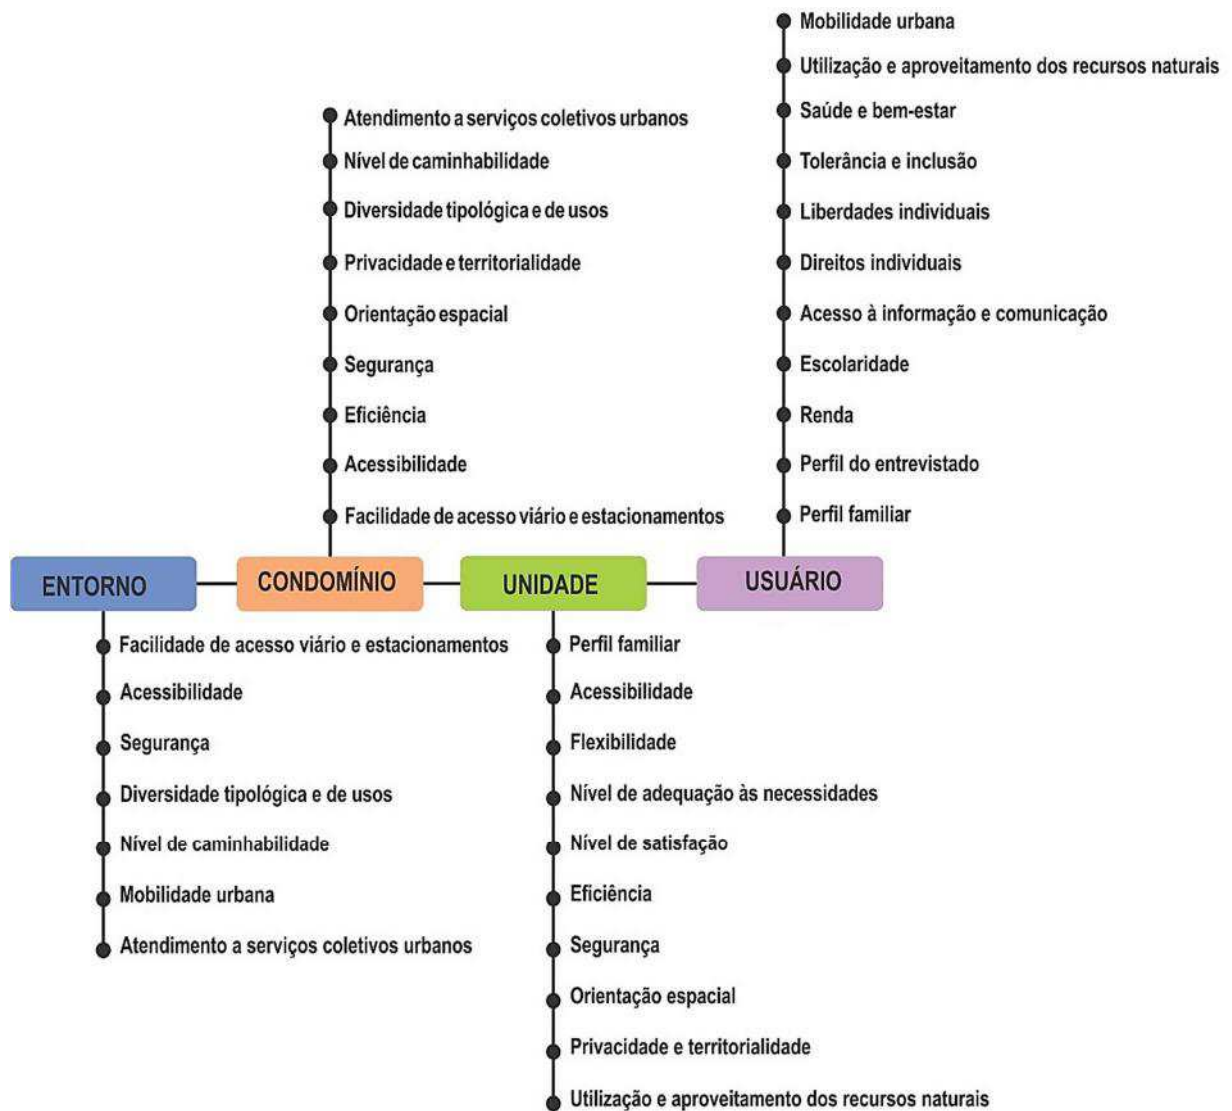 Mobilidade urbana
Utilização e aproveitamento dos recursos naturais
Saúde e bem-estar
Tolerância e inclusão
Liberdades individuais
Direitos individuais
Acesso à informação e comunicação
Escolaridade
Renda
Perfil do entrevistado
Perfil familiar
Atendimento a serviços coletivos urbanos
Nível de caminhabilidade
Diversidade tipológica e de usos
Privacidade e territorialidade
Orientação espacial
Segurança
Eficiência
Acessibilidade
Facilidade de acesso viário e estacionamentos
ENTORNO
CONDOMÍNIO
UNIDADE
USUÁRIO
Facilidade de acesso viário e estacionamentos
Acessibilidade
Segurança
Diversidade tipológica e de usos
Nível de caminhabilidade
Mobilidade urbana
Atendimento a serviços coletivos urbanos
Perfil familiar
Acessibilidade
Flexibilidade
Nível de adequação às necessidades
Nível de satisfação
Eficiência
Segurança
Orientação espacial
Privacidade e territorialidade
Utilização e aproveitamento dos recursos naturais